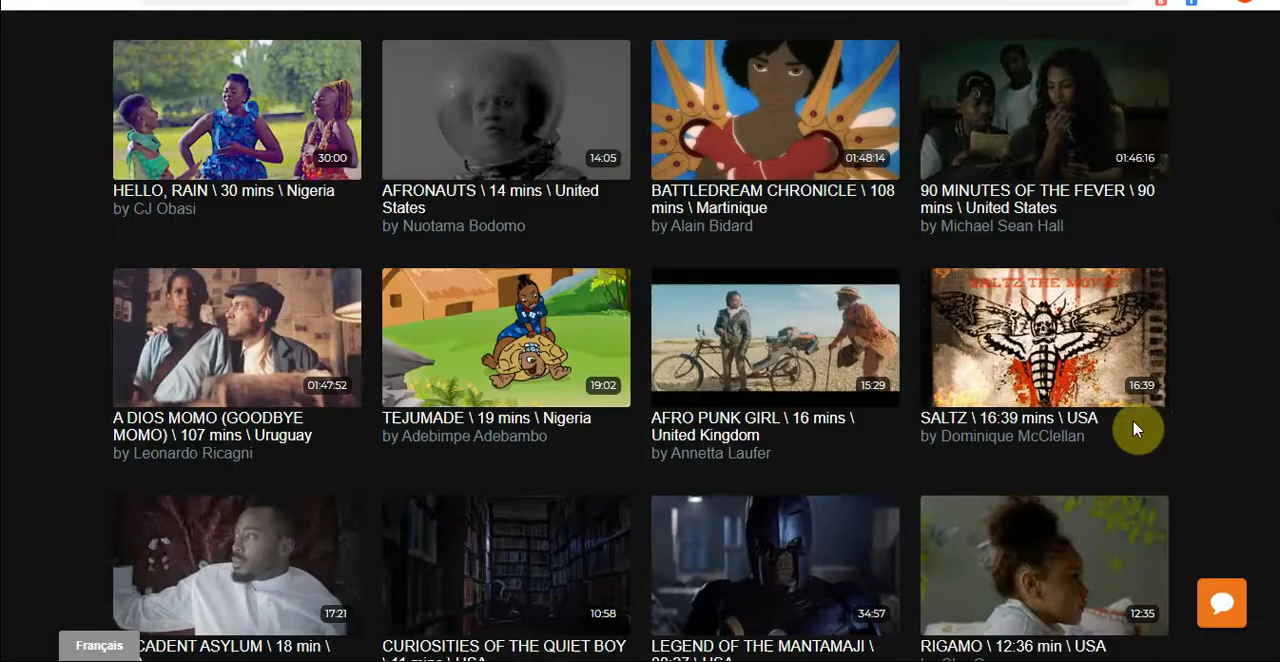 30:00
14:05
01:48:14
01:46:16
HELLO, RAIN \ 30 mins \ Nigeria
by CJ Obasi
AFRONAUTS \ 14 mins \ United
States
by Nuotama Bodomo
BATTLEDREAM CHRONICLE \ 108
mins \ Martinique
by Alain Bidard
90 MINUTES OF THE FEVER \ 90
mins \ United States
by Michael Sean Hall
SALTZ THE MOVIE
01:47:52
19:02
15:29
16:39
A DIOS MOMO (GOODBYE
MOMO) \ 107 mins \ Uruguay
by Leonardo Ricagni
TEJUMADE \ 19 mins \ Nigeria
by Adebimpe Adebambo
AFRO PUNK GIRL \ 16 mins \
United Kingdom
by Annetta Laufer
SALTZ \ 16:39 mins \ USA
by Dominique McClellan
17:21
10:58
34:57
12:35
CADENT ASYLUM \ 18 min \
CURIOSITIES OF THE QUIET BOY
LEGEND OF THE MANTAMAJI \
RIGAMO \ 12:36 min \ USA
Français